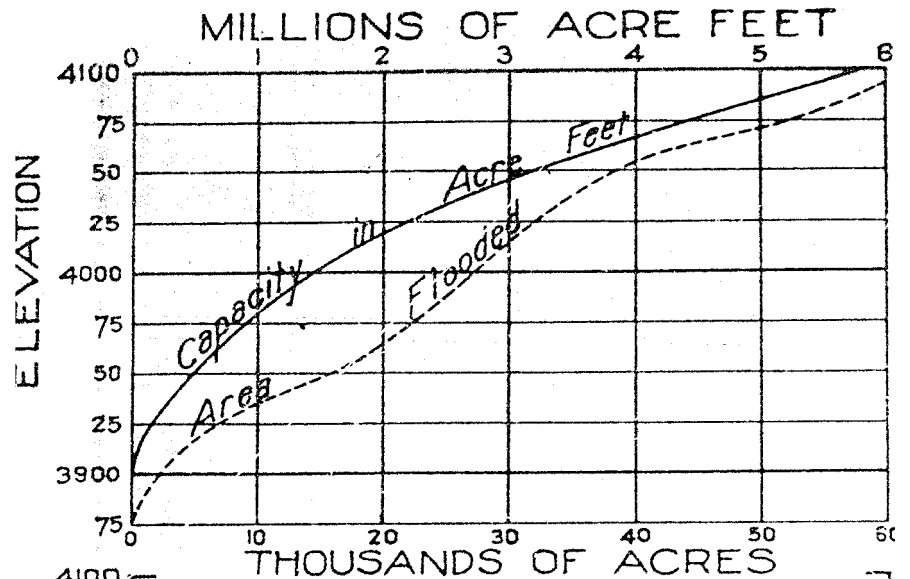 MILLIONS OF ACRE FEET
0 1 2 3 4 5 6
4100
75
50
25
4000
75
50
25
3900
75
ELEVATION
Capacity in Acre Feet
Area Flooded
0 10 20 30 40 50 60
THOUSANDS OF ACRES
4100